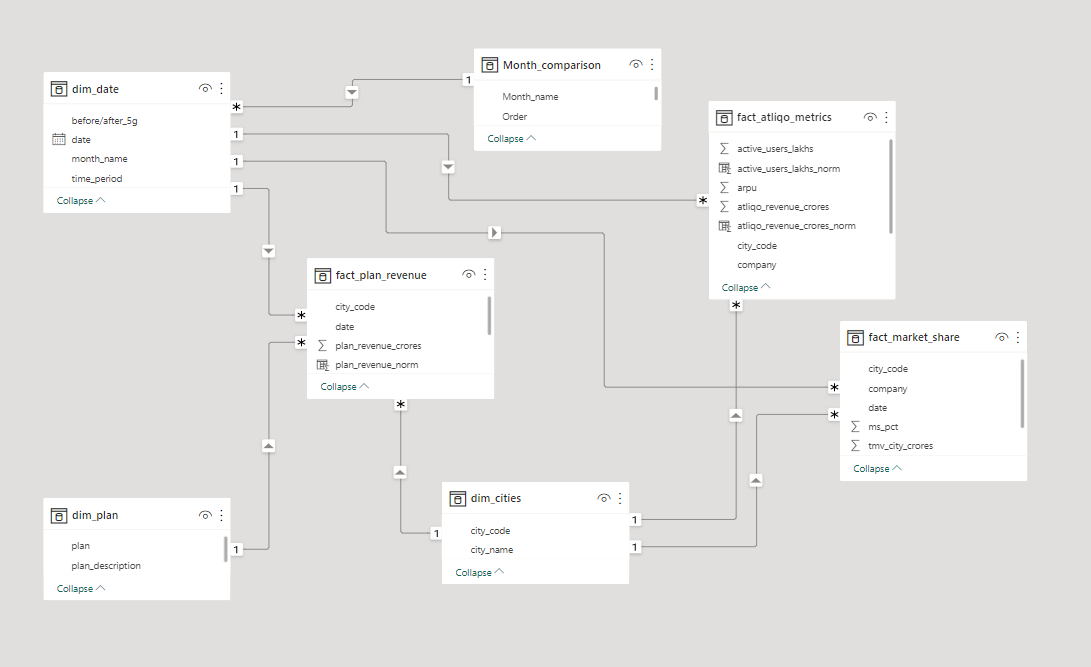 dim_date
before/after_5g
date
month_name
time_period
Collapse
Month_comparison
Month_name
Order
Collapse
fact_atliqo_metrics
active_users_lakhs
active_users_lakhs_norm
arpu
atliqo_revenue_crores
atliqo_revenue_crores_norm
city_code
company
Collapse
fact_plan_revenue
city_code
date
plan_revenue_crores
plan_revenue_norm
Collapse
fact_market_share
city_code
company
date
ms_pct
tmv_city_crores
Collapse
dim_plan
plan
plan_description
Collapse
dim_cities
city_code
city_name
Collapse
*
1
1
1
1
*
*
*
*
*
*
*
1
1
1
1